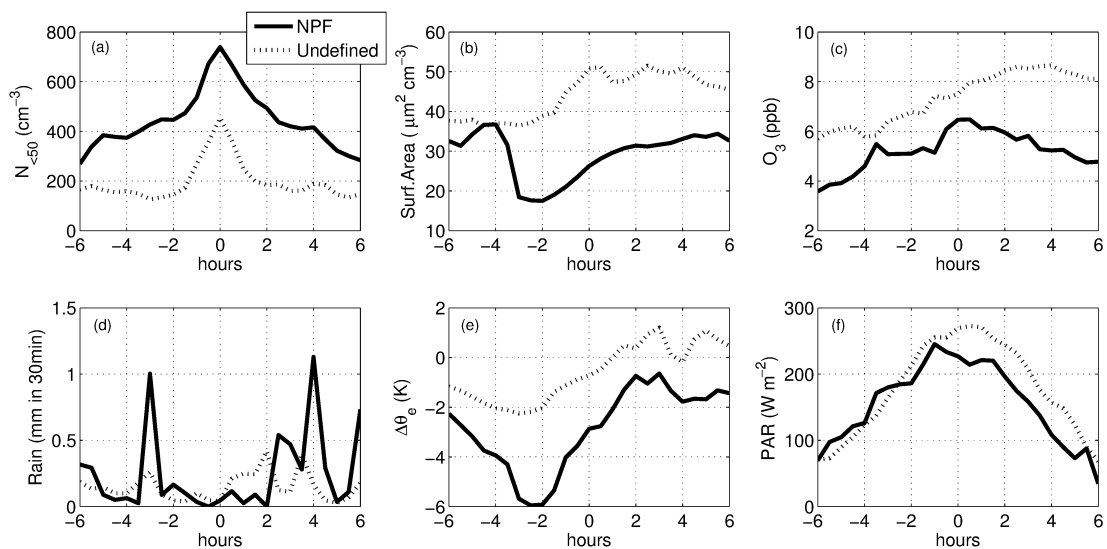 NPF
Undefined
(a)
N<50 (cm−3)
800
600
400
200
0
−6 −4 −2 0 2 4 6
hours
(b)
Surf.Area ( μm2 cm−3)
60
50
40
30
20
10
−6 −4 −2 0 2 4 6
hours
(c)
O3 (ppb)
10
8
6
4
2
−6 −4 −2 0 2 4 6
hours
(d)
Rain (mm in 30min)
1.5
1
0.5
0
−6 −4 −2 0 2 4 6
hours
(e)
Δθe (K)
2
0
−2
−4
−6
−6 −4 −2 0 2 4 6
hours
(f)
PAR (W m−2)
300
200
100
0
−6 −4 −2 0 2 4 6
hours